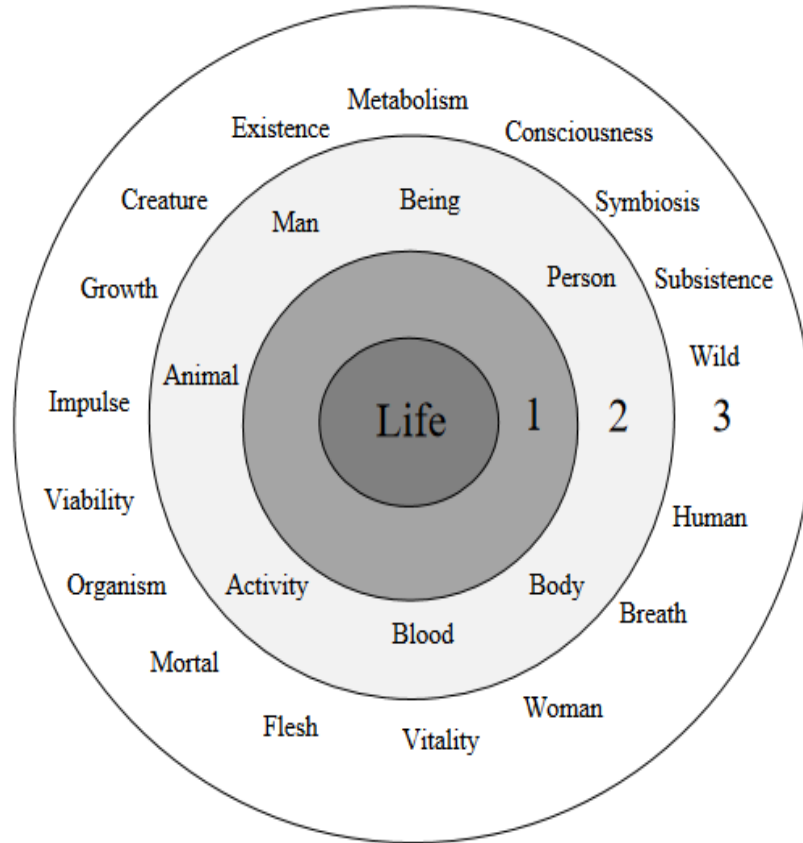 Metabolism
Existence
Consciousness
Creature
Being
Symbiosis
Man
Growth
Person
Subsistence
Wild
Animal
Impulse
Life
1
2
3
Viability
Human
Organism
Activity
Body
Breath
Blood
Mortal
Woman
Flesh
Vitality